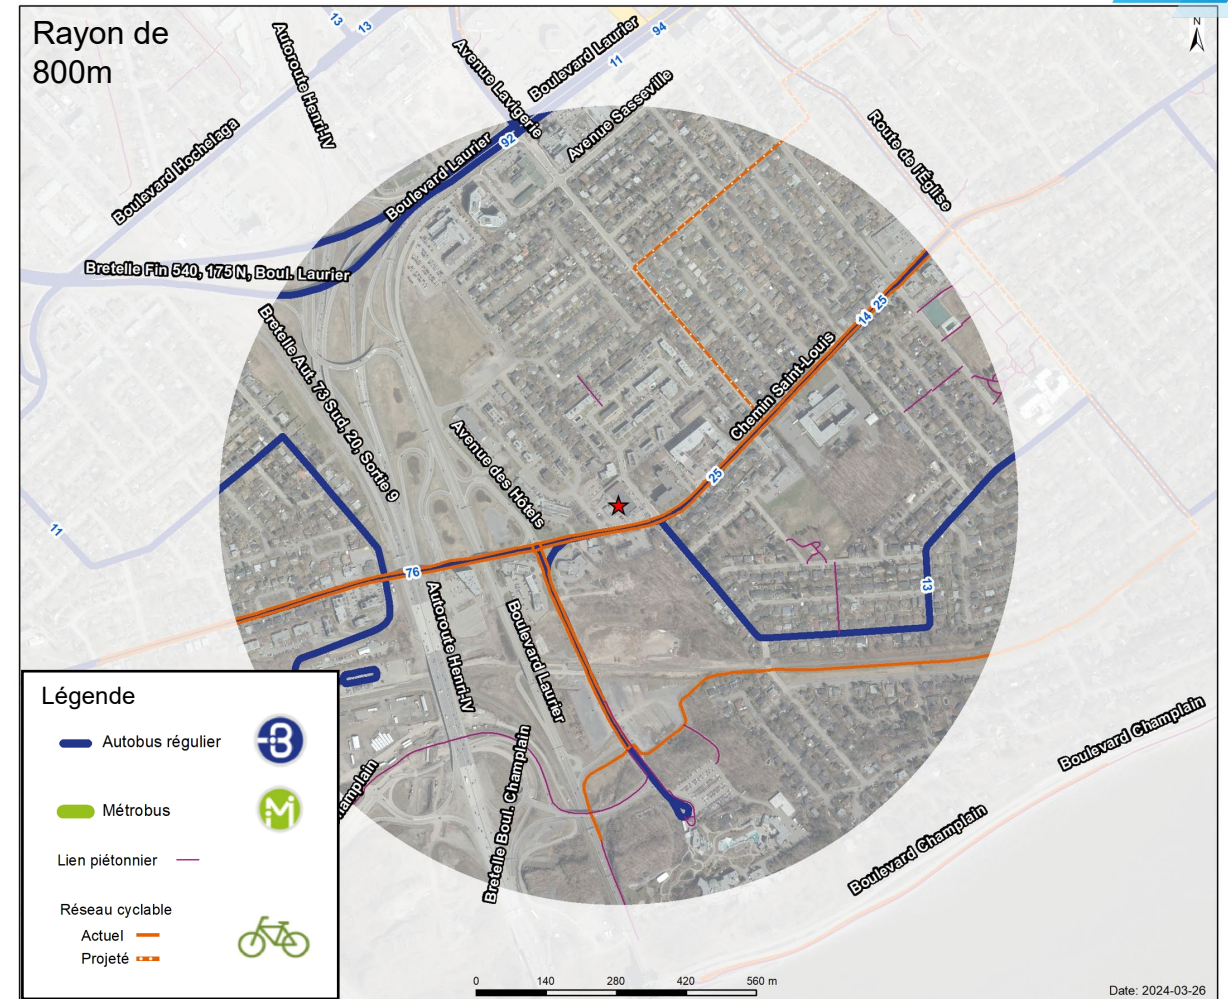 Rayon de
800m
N
13
13
94
11
Autoroute Henri-IV
Avenue Lavigerie
Boulevard Laurier
Avenue Sasseville
Boulevard Hochelaga
92
Boulevard Laurier
Route de l'Église
Bretelle Fin 540, 175 N, Boul. Laurier
Bretelle Aut. 73 Sud, 20, Sortie 9
14
25
Chemin Saint-Louis
Avenue des Hôtels
25
11
76
13
Autoroute Henri-IV
Boulevard Laurier
Bretelle Boul. Champlain
hamplain
Boulevard Champlain
Boulevard Champlain
Légende
Autobus régulier
B
Métrobus
M
Lien piétonnier
Réseau cyclable
Actuel
Projeté
0 140 280 420 560 m
Date: 2024-03-26